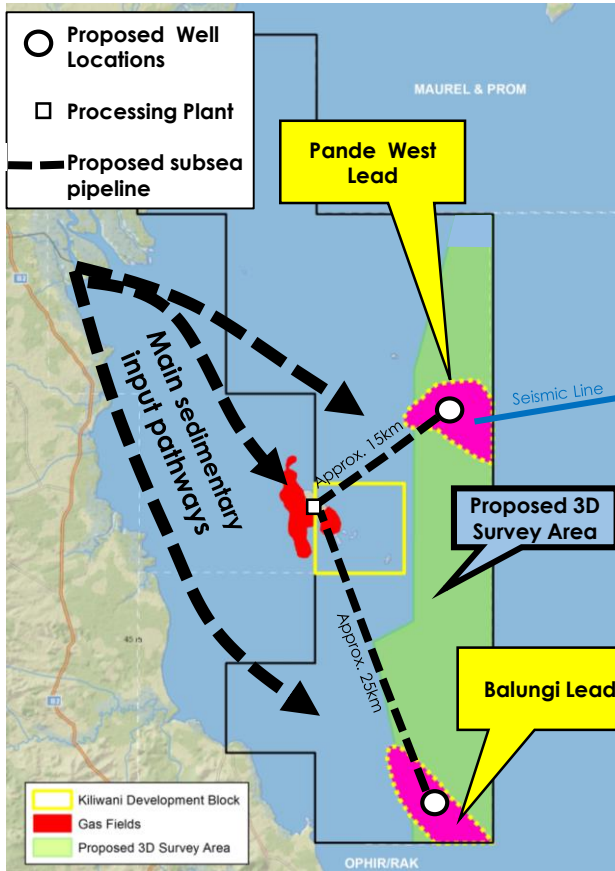 Proposed Well
Locations
Processing Plant
Proposed subsea
pipeline
MAUREL & PROM
Pande West
Lead
Main sedimentary
input pathways
Seismic Line
Approx. 15km
Proposed 3D
Survey Area
Approx. 25km
Balungi Lead
Kiliwani Development Block
Gas Fields
Proposed 3D Survey Area
OPHIR/RAK